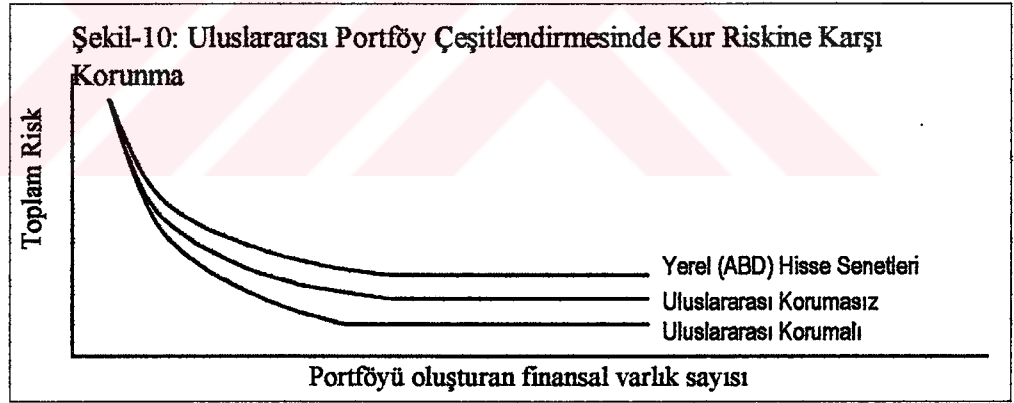 Şekil-10: Uluslararası Portföy Çeşitlendirmesinde Kur Riskine Karşı
Korunma
Toplam Risk
Yerel (ABD) Hisse Senetleri
Uluslararası Korumasız
Uluslararası Korumalı
Portföyü oluşturan finansal varlık sayısı